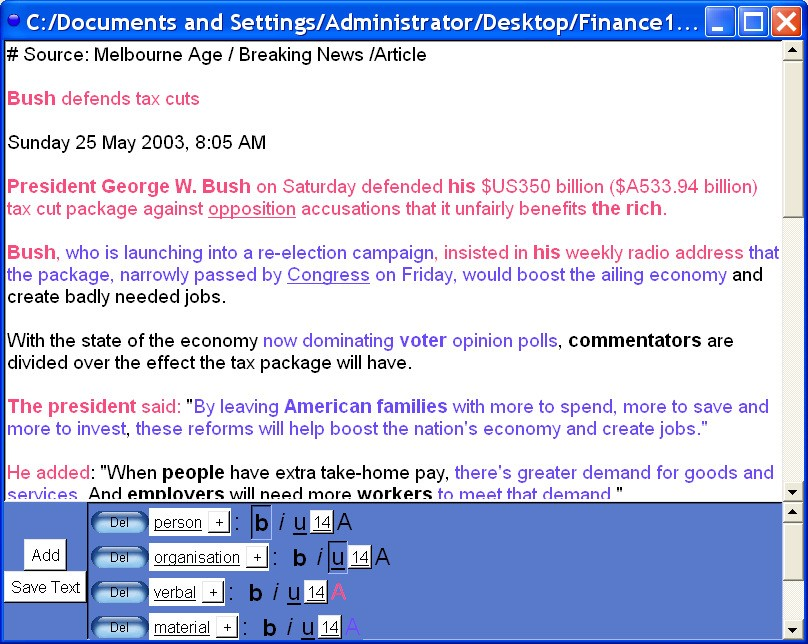 C:/Documents and Settings/Administrator/Desktop/Finance1...
# Source: Melbourne Age / Breaking News /Article
Bush defends tax cuts
Sunday 25 May 2003, 8:05 AM
President George W. Bush on Saturday defended his $US350 billion ($A533.94 billion)
tax cut package against opposition accusations that it unfairly benefits the rich.
Bush, who is launching into a re-election campaign, insisted in his weekly radio address that
the package, narrowly passed by Congress on Friday, would boost the ailing economy and
create badly needed jobs.
With the state of the economy now dominating voter opinion polls, commentators are
divided over the effect the tax package will have.
The president said: "By leaving American families with more to spend, more to save and
more to invest, these reforms will help boost the nation's economy and create jobs."
He added: "When people have extra take-home pay, there's greater demand for goods and
services. And employers will need more workers to meet that demand."
Add
Save Text
Del person + : b i u 14 A
Del organisation + : b i u 14 A
Del verbal + : b i u 14 A
Del material + : b i u 14 A